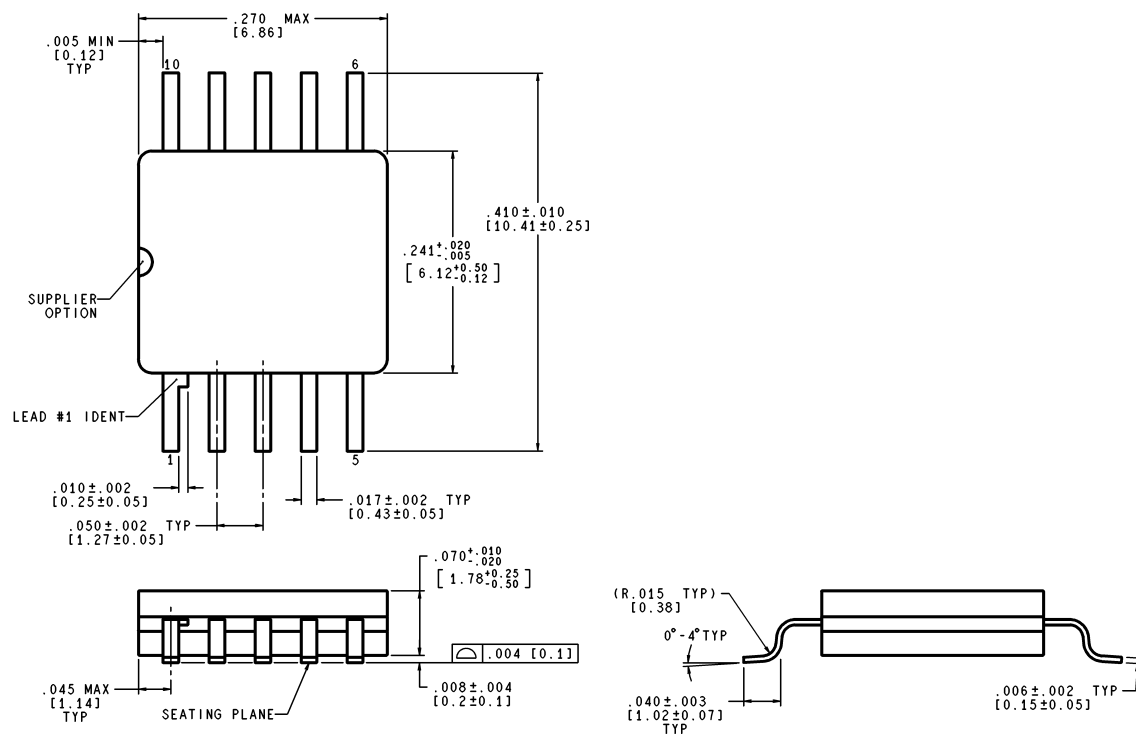 .270 MAX
[6.86]
.005 MIN
[0.12]
TYP
10
6
.410±.010
[10.41±0.25]
.241+.020
-.005
[6.12+0.50
-0.12]
SUPPLIER
OPTION
LEAD #1 IDENT
1
5
.010±.002
[0.25±0.05]
.017±.002 TYP
[0.43±0.05]
.050±.002 TYP
[1.27±0.05]
.070+.010
-.020
[1.78+0.25
-0.50]
(R.015 TYP)
[0.38]
0°-4°TYP
.004 [0.1]
.045 MAX
[1.14]
TYP
SEATING PLANE
.008±.004
[0.2±0.1]
.040±.003
[1.02±0.07]
TYP
.006±.002 TYP
[0.15±0.05]